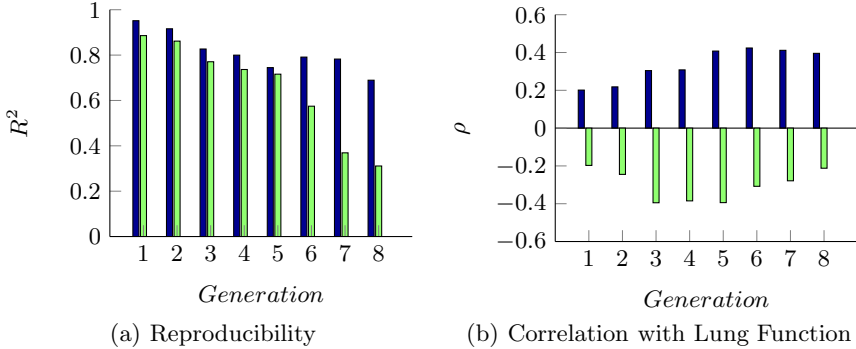 1
0.8
0.6
0.4
0.2
0
R²
1 2 3 4 5 6 7 8
Generation
(a) Reproducibility
0.6
0.4
0.2
0
−0.2
−0.4
−0.6
ρ
1 2 3 4 5 6 7 8
Generation
(b) Correlation with Lung Function